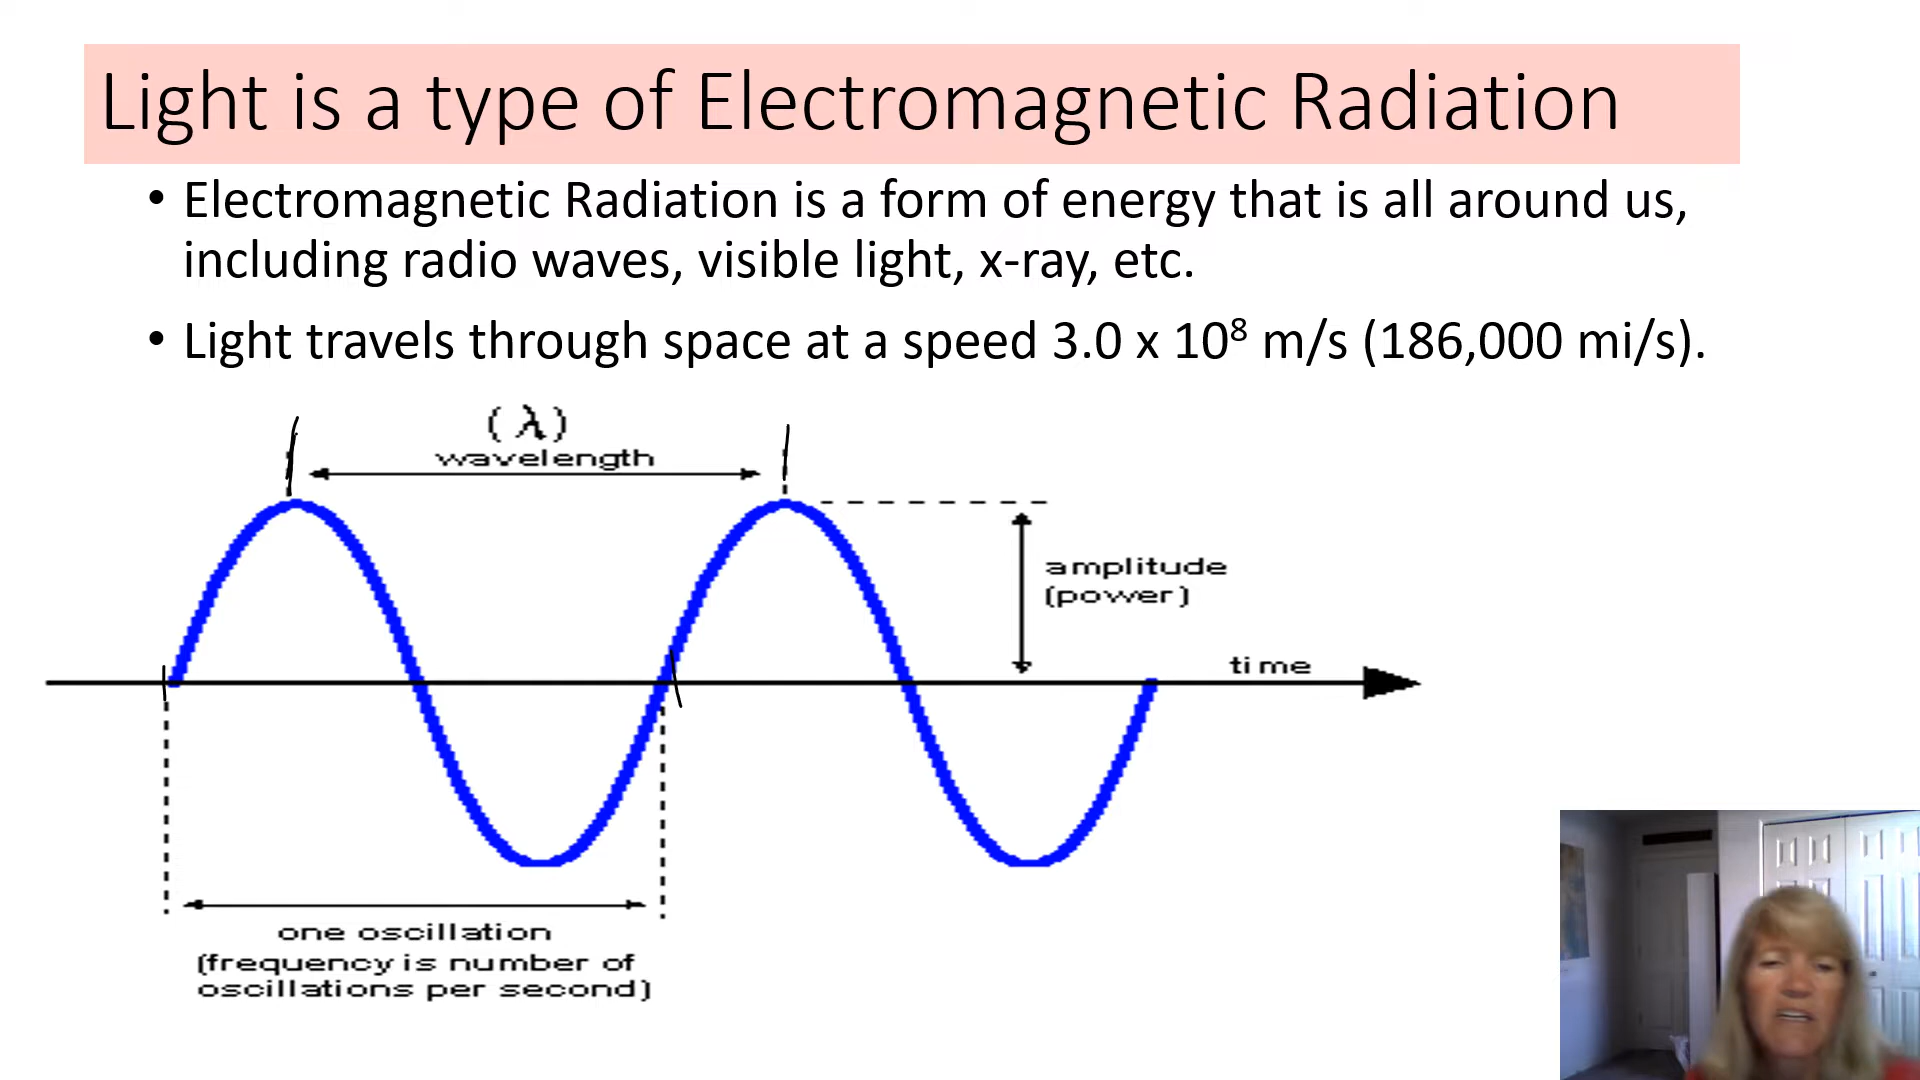 Light is a type of Electromagnetic Radiation
• Electromagnetic Radiation is a form of energy that is all around us,
including radio waves, visible light, x-ray, etc.
• Light travels through space at a speed 3.0 x 10⁸ m/s (186,000 mi/s).
(λ)
wavelength
amplitude
(power)
time
one oscillation
(frequency is number of
oscillations per second)